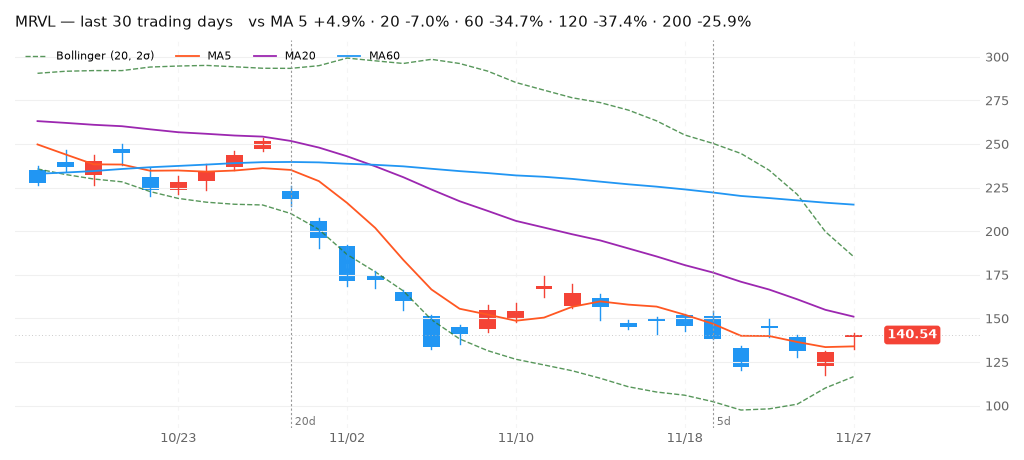 MRVL — last 30 trading days vs MA 5 +4.9% · 20 -7.0% · 60 -34.7% · 120 -37.4% · 200 -25.9%
Bollinger (20, 2σ) MA5 MA20 MA60
300
275
250
225
200
175
150
140.54
125
100
20d 5d
10/23 11/02 11/10 11/18 11/27